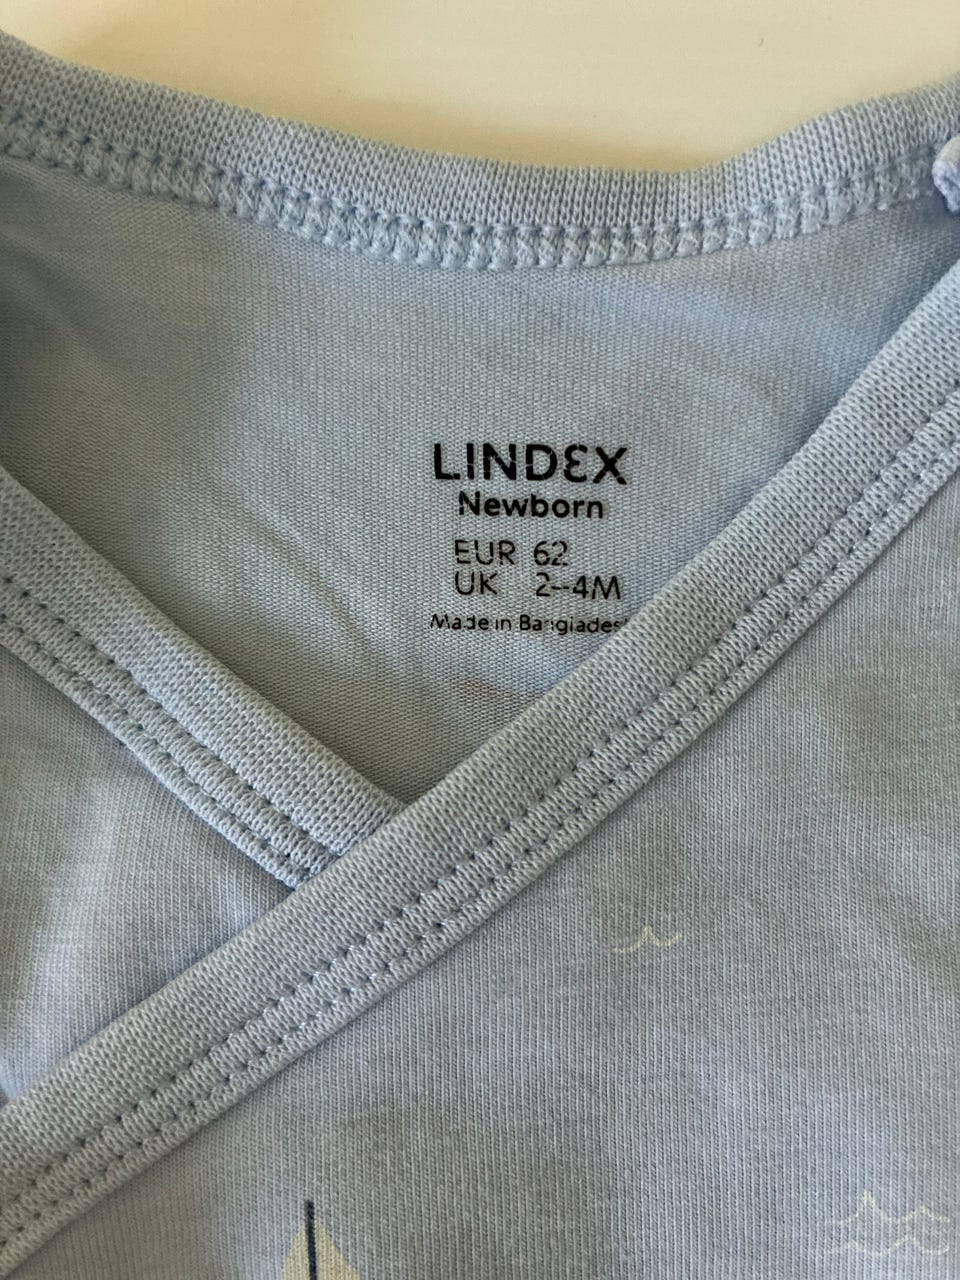 LINDEX
Newborn
EUR 62
UK 2-4M
Made in Banglades